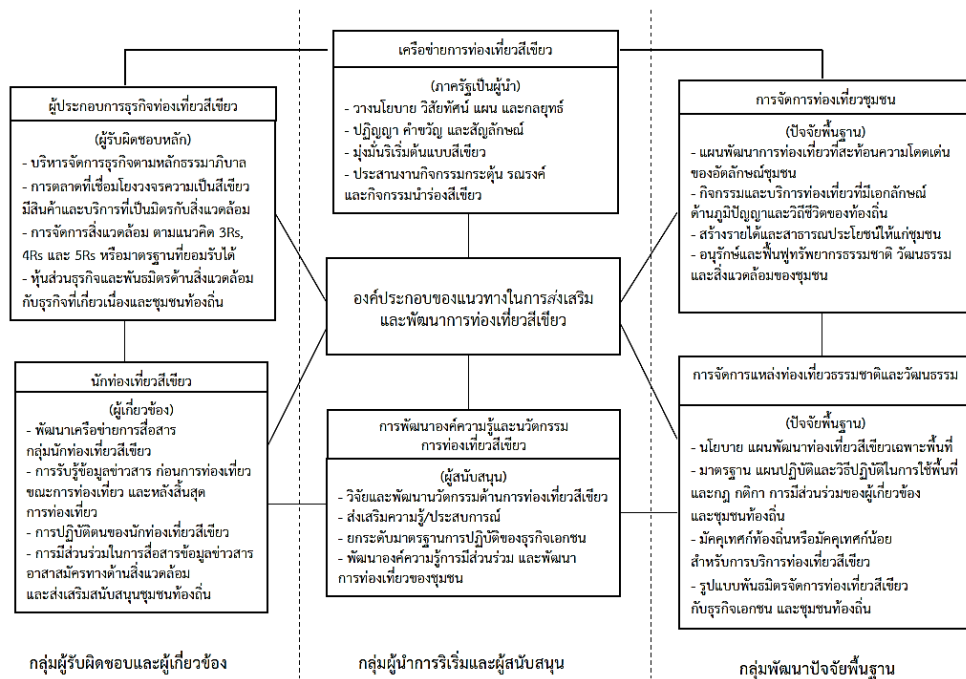 เครือข่ายการท่องเที่ยวสีเขียว
(ภาครัฐเป็นผู้นำ)
- วางนโยบาย วิสัยทัศน์ แผน และกลยุทธ์
- ปฏิญญา คำขวัญ และสัญลักษณ์
- มุ่งมั่นริเริ่มต้นแบบสีเขียว
- ประสานงานกิจกรรมกระตุ้น รณรงค์
และกิจกรรมนำร่องสีเขียว
ผู้ประกอบการธุรกิจท่องเที่ยวสีเขียว
(ผู้รับผิดชอบหลัก)
- บริหารจัดการธุรกิจตามหลักธรรมาภิบาล
- การตลาดที่เชื่อมโยงวงจรความเป็นสีเขียว
มีสินค้าและบริการที่เป็นมิตรกับสิ่งแวดล้อม
- การจัดการสิ่งแวดล้อม ตามแนวคิด 3Rs,
4Rs และ 5Rs หรือมาตรฐานที่ยอมรับได้
- หุ้นส่วนธุรกิจและพันธมิตรด้านสิ่งแวดล้อม
กับธุรกิจที่เกี่ยวเนื่องและชุมชนท้องถิ่น
การจัดการท่องเที่ยวชุมชน
(ปัจจัยพื้นฐาน)
- แผนพัฒนาการท่องเที่ยวที่สะท้อนความโดดเด่น
ของอัตลักษณ์ชุมชน
- กิจกรรมและบริการท่องเที่ยวที่มีเอกลักษณ์
ด้านภูมิปัญญาและวิถีชีวิตของท้องถิ่น
- สร้างรายได้และสาธารณประโยชน์ให้แก่ชุมชน
- อนุรักษ์และฟื้นฟูทรัพยากรธรรมชาติ วัฒนธรรม
และสิ่งแวดล้อมของชุมชน
องค์ประกอบของแนวทางในการส่งเสริม
และพัฒนาการท่องเที่ยวสีเขียว
นักท่องเที่ยวสีเขียว
(ผู้เกี่ยวข้อง)
- พัฒนาเครือข่ายการสื่อสาร
กลุ่มนักท่องเที่ยวสีเขียว
- การรับรู้ข้อมูลข่าวสาร ก่อนการท่องเที่ยว
ขณะการท่องเที่ยว และหลังสิ้นสุด
การท่องเที่ยว
- การปฏิบัติตนของนักท่องเที่ยวสีเขียว
- การมีส่วนร่วมในการสื่อสารข้อมูลข่าวสาร
อาสาสมัครทางด้านสิ่งแวดล้อม
และส่งเสริมสนับสนุนชุมชนท้องถิ่น
การพัฒนาองค์ความรู้และนวัตกรรม
การท่องเที่ยวสีเขียว
(ผู้สนับสนุน)
- วิจัยและพัฒนานวัตกรรมด้านการท่องเที่ยวสีเขียว
- ส่งเสริมความรู้/ประสบการณ์
- ยกระดับมาตรฐานการปฏิบัติของธุรกิจเอกชน
- พัฒนาองค์ความรู้การมีส่วนร่วม และพัฒนา
การท่องเที่ยวของชุมชน
การจัดการแหล่งท่องเที่ยวธรรมชาติและวัฒนธรรม
(ปัจจัยพื้นฐาน)
- นโยบาย แผนพัฒนาท่องเที่ยวสีเขียวเฉพาะพื้นที่
- มาตรฐาน แผนปฏิบัติและวิธีปฏิบัติในการใช้พื้นที่
และกฎ กติกา การมีส่วนร่วมของผู้เกี่ยวข้อง
และชุมชนท้องถิ่น
- มัคคุเทศก์ท้องถิ่นหรือมัคคุเทศก์น้อย
สำหรับการบริการท่องเที่ยวสีเขียว
- รูปแบบพันธมิตรจัดการท่องเที่ยวสีเขียว
กับธุรกิจเอกชน และชุมชนท้องถิ่น
กลุ่มผู้รับผิดชอบและผู้เกี่ยวข้อง
กลุ่มผู้นำการริเริ่มและผู้สนับสนุน
กลุ่มพัฒนาปัจจัยพื้นฐาน